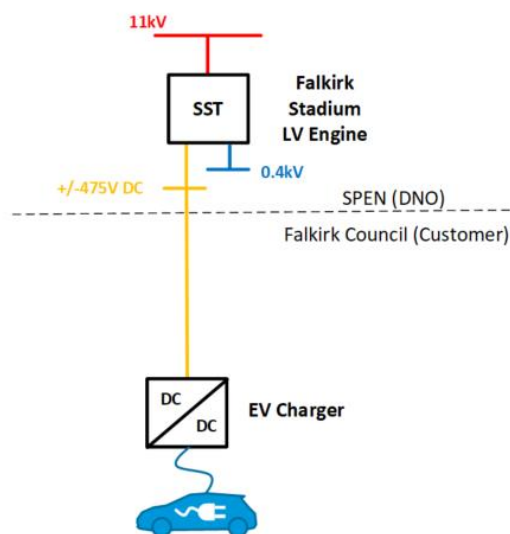 11kV
SST
Falkirk
Stadium
LV Engine
0.4kV
+/-475V DC
SPEN (DNO)
Falkirk Council (Customer)
DC
DC
EV Charger